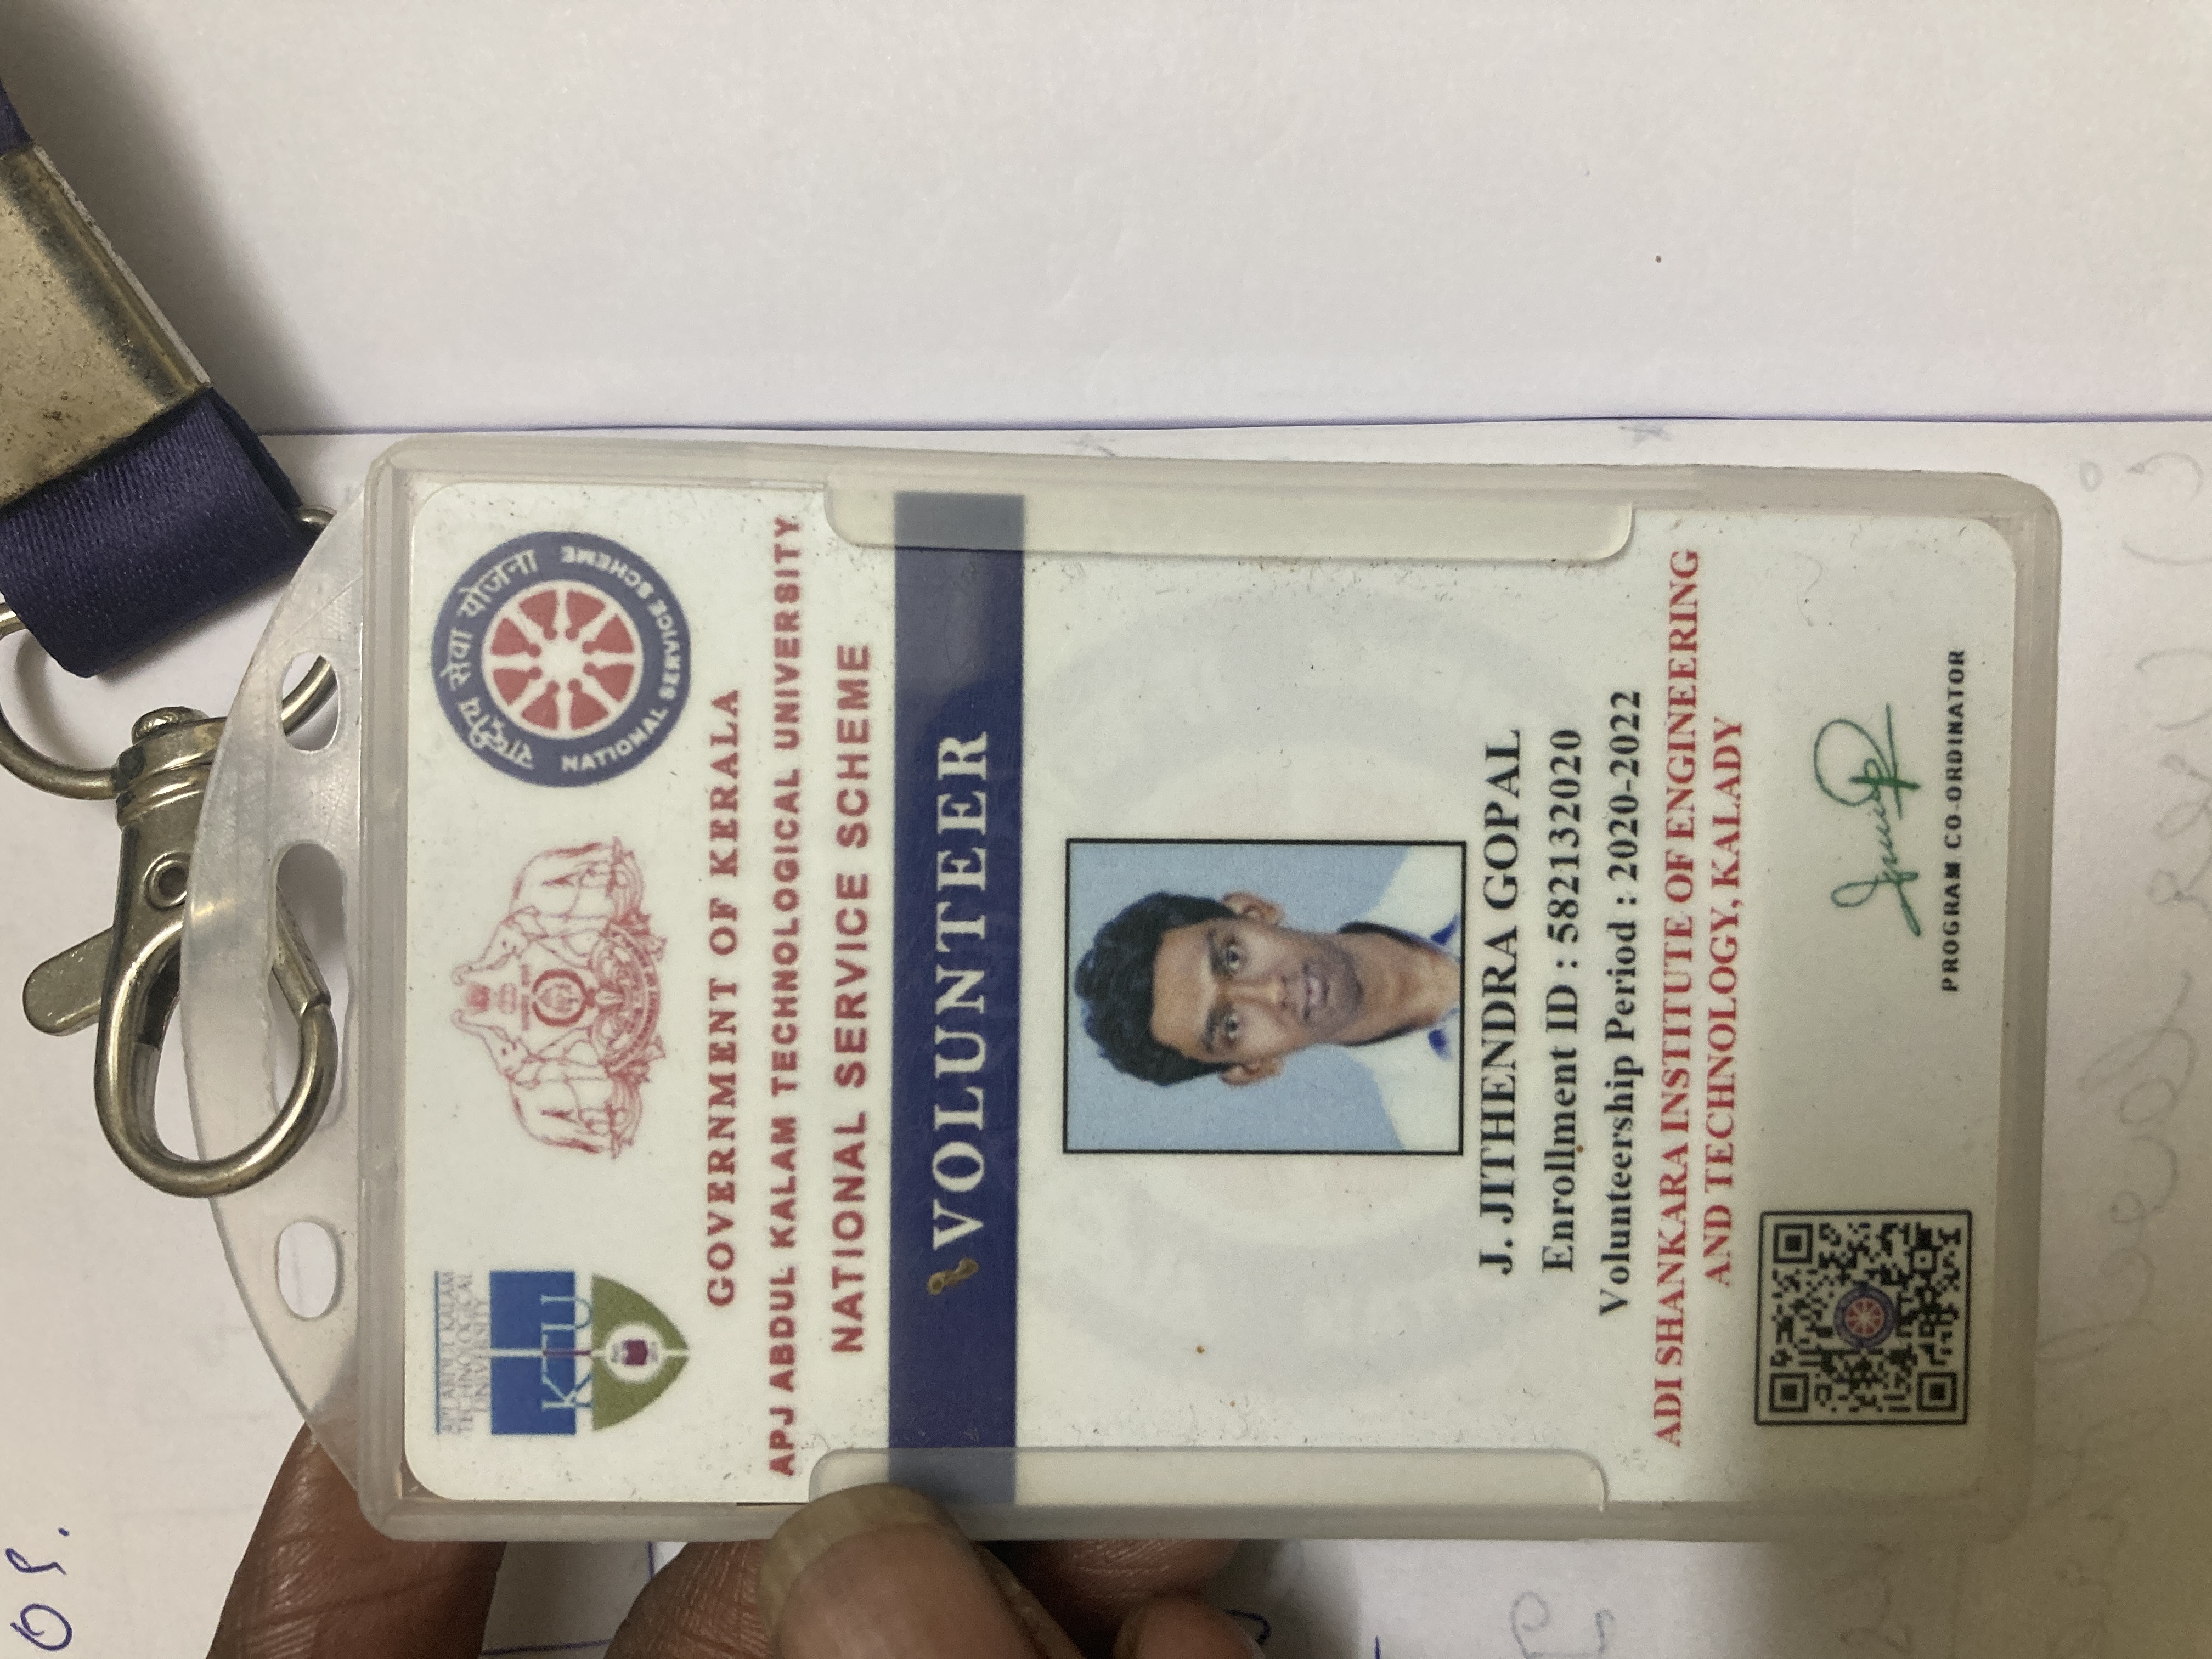 OS.
APJ ABDUL KALAM
TECHNOLOGICAL
UNIVERSITY
KTU
राष्ट्रीय सेवा योजना
NATIONAL SERVICE SCHEME
GOVERNMENT OF KERALA
APJ ABDUL KALAM TECHNOLOGICAL UNIVERSITY
NATIONAL SERVICE SCHEME
VOLUNTEER
J. JITHENDRA GOPAL
Enrollment ID : 582132020
Volunteership Period : 2020-2022
ADI SHANKARA INSTITUTE OF ENGINEERING
AND TECHNOLOGY, KALADY
PROGRAM CO-ORDINATOR